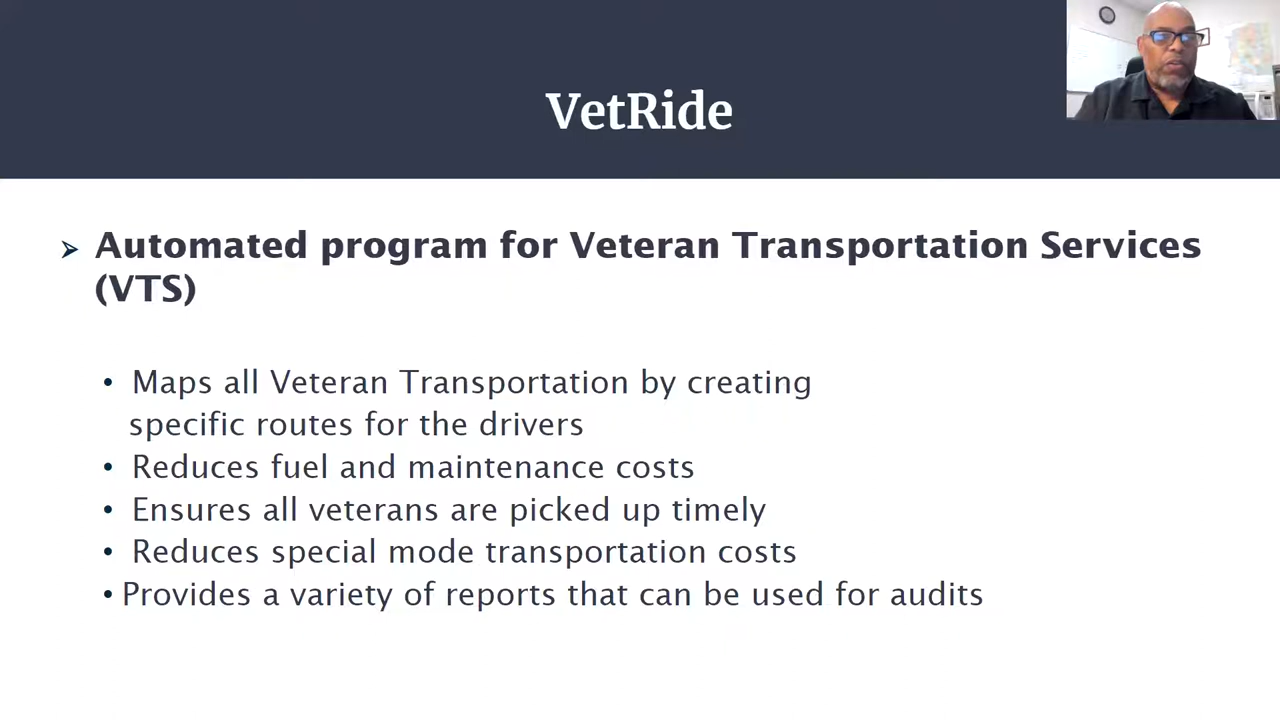 VetRide
➢ Automated program for Veteran Transportation Services
(VTS)
• Maps all Veteran Transportation by creating
specific routes for the drivers
• Reduces fuel and maintenance costs
• Ensures all veterans are picked up timely
• Reduces special mode transportation costs
• Provides a variety of reports that can be used for audits